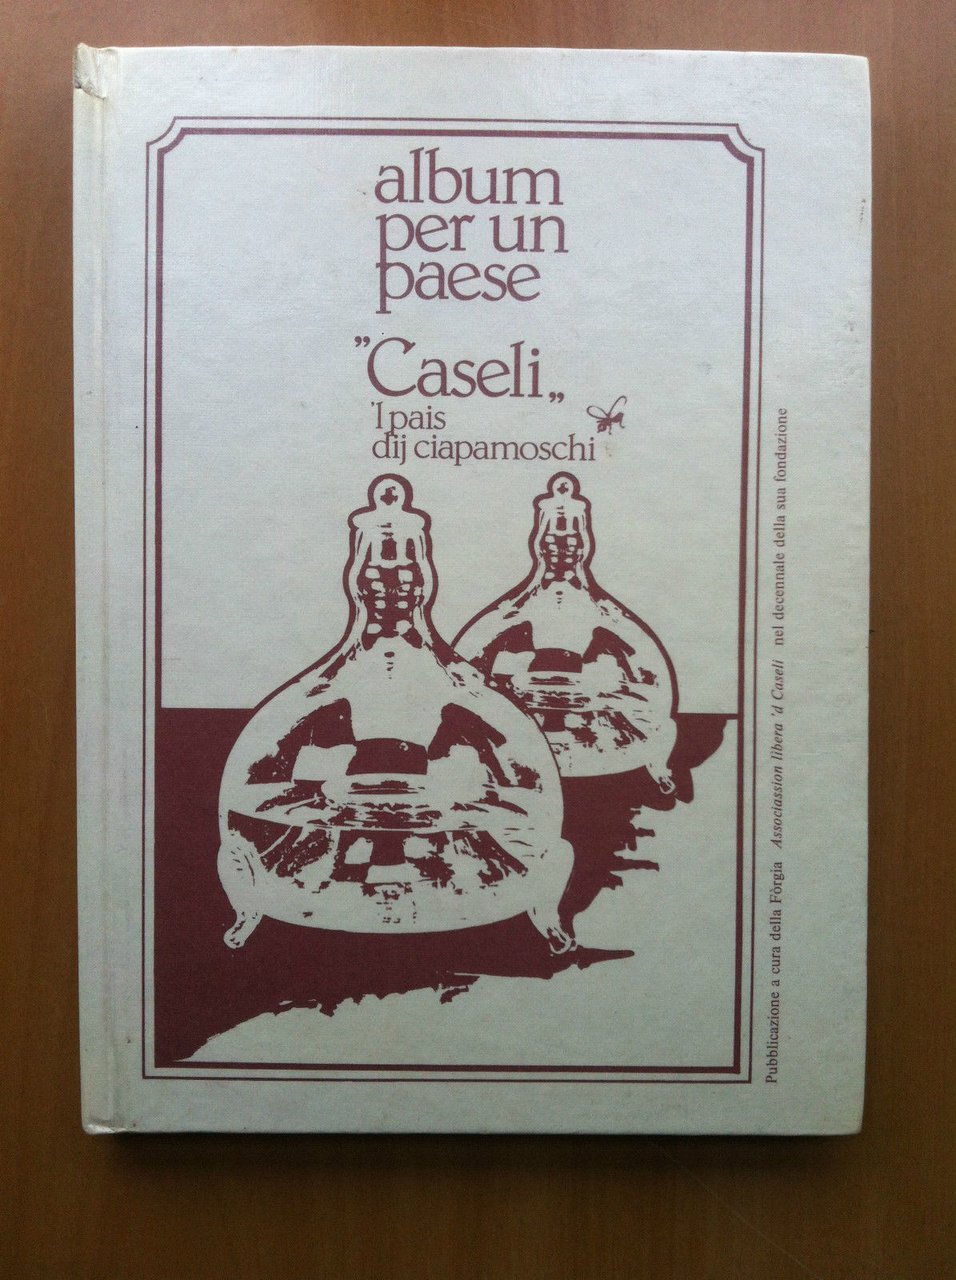 album
per un
paese
”Caseli„
'l pais
dij ciapamoschi
Pubblicazione a cura della Fòrgia Associassion libera 'd Caseli nel decennale della sua fondazione